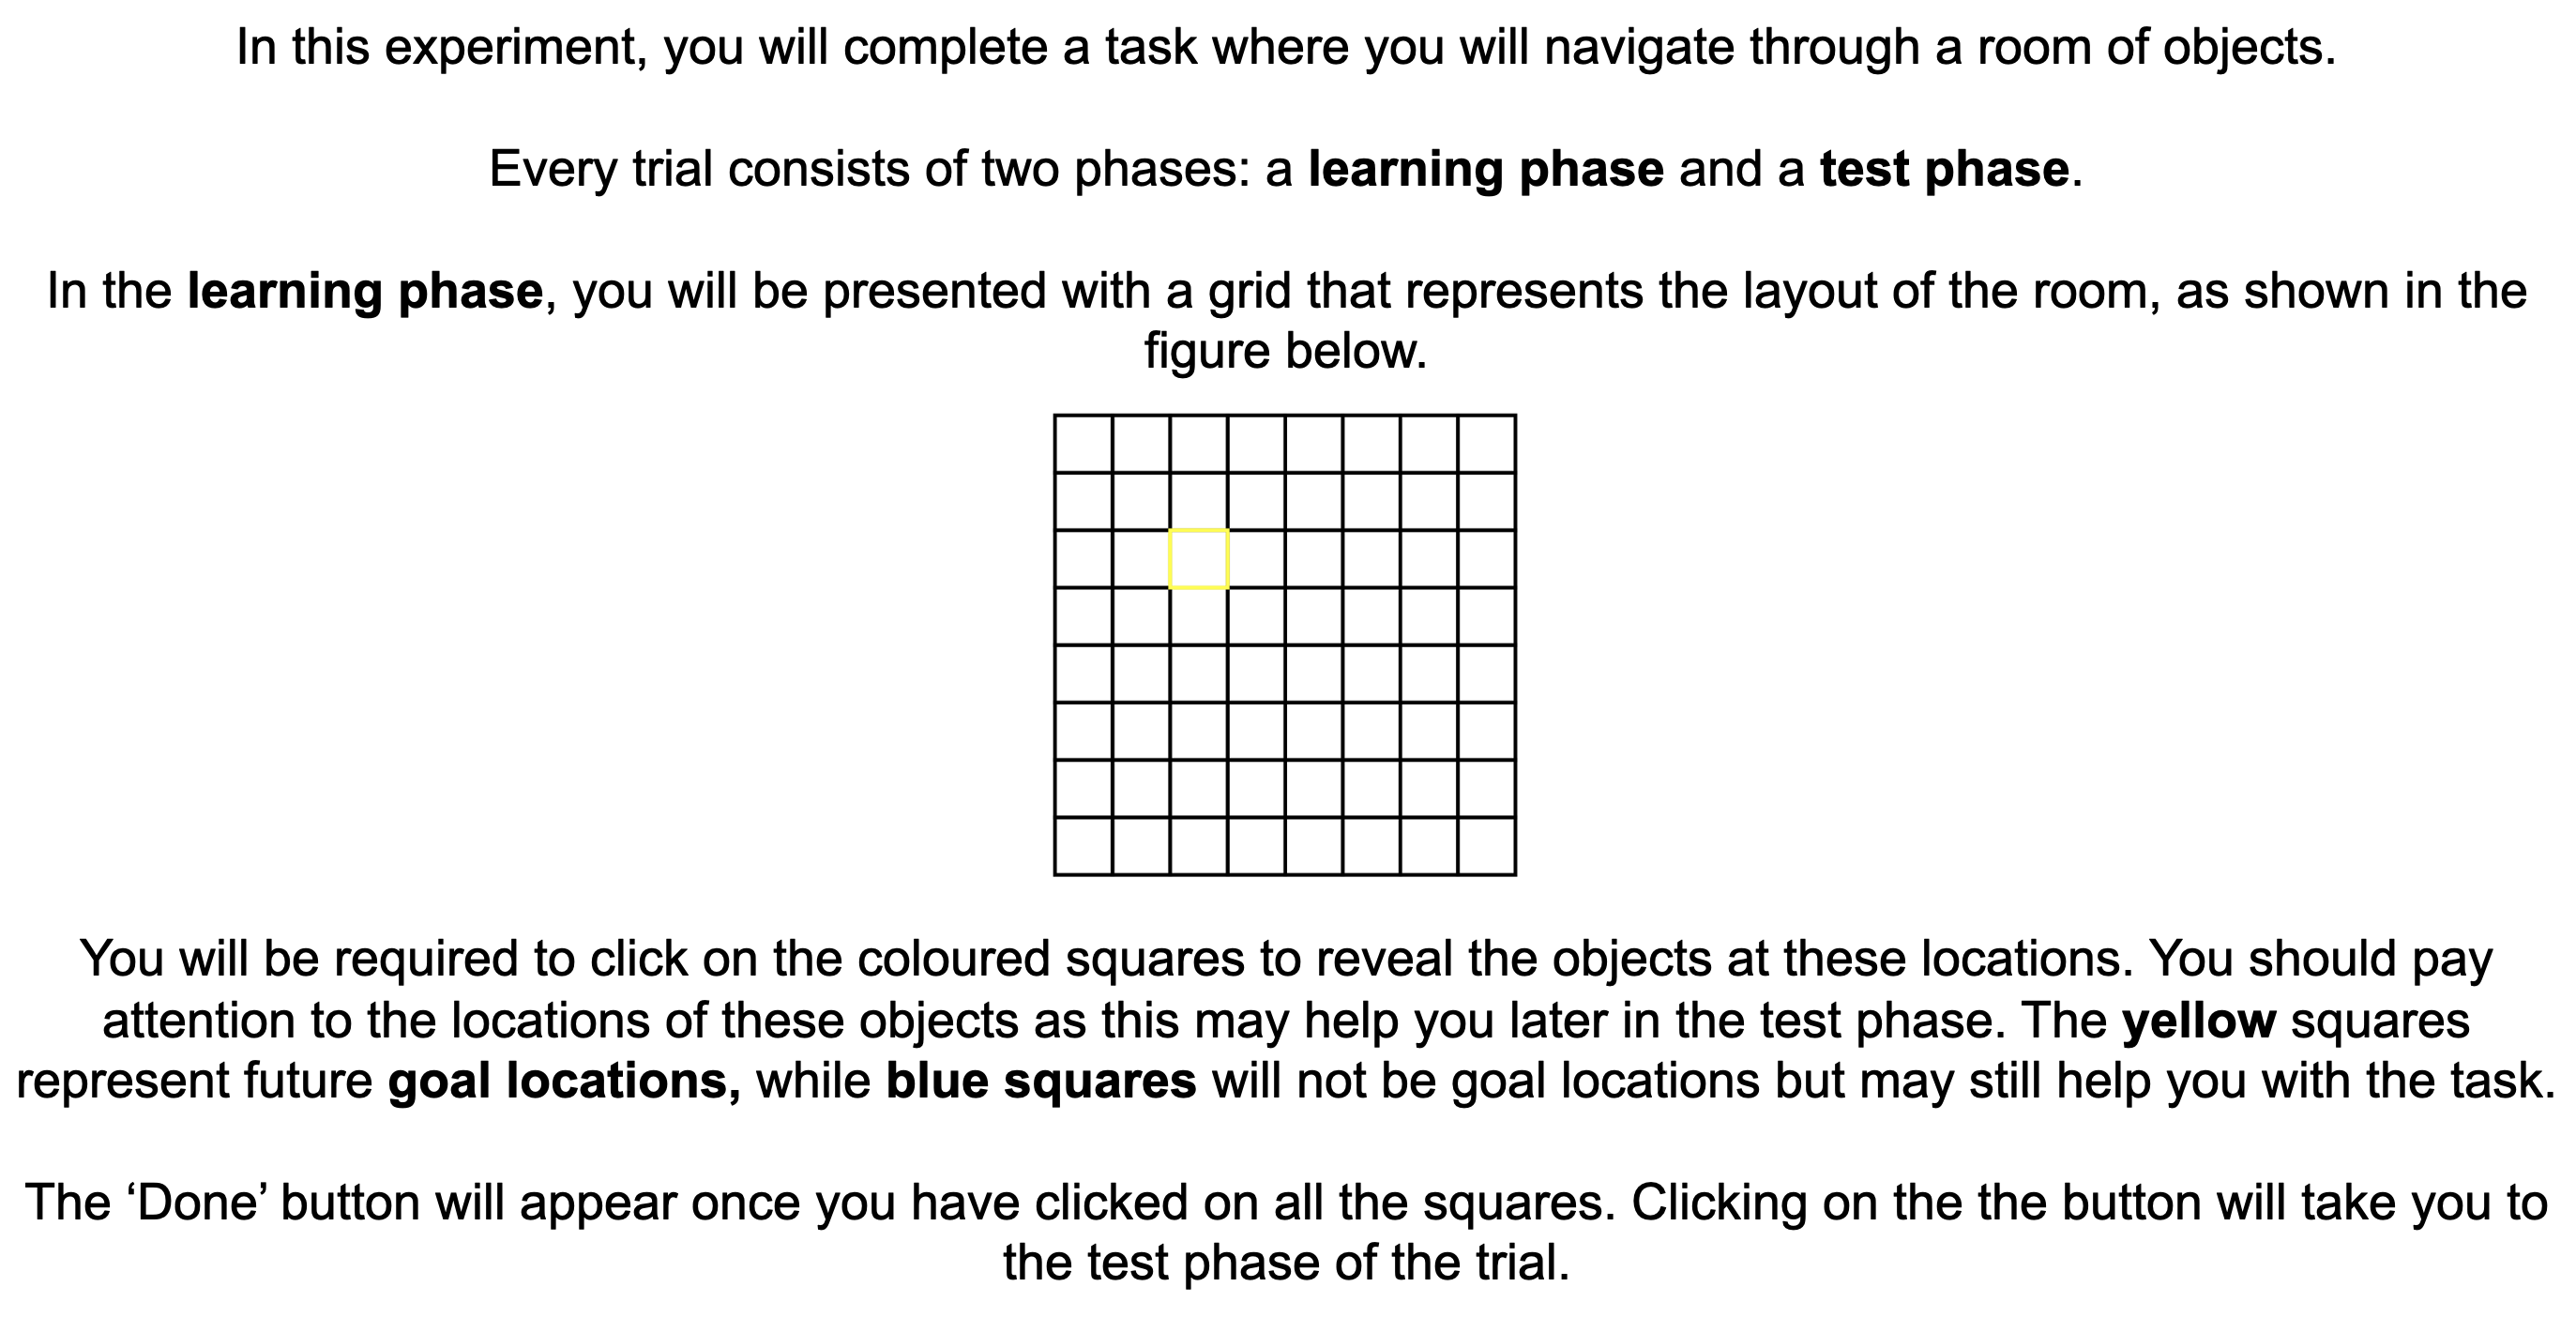 In this experiment, you will complete a task where you will navigate through a room of objects.
Every trial consists of two phases: a learning phase and a test phase.
In the learning phase, you will be presented with a grid that represents the layout of the room, as shown in the
figure below.
You will be required to click on the coloured squares to reveal the objects at these locations. You should pay
attention to the locations of these objects as this may help you later in the test phase. The yellow squares
represent future goal locations, while blue squares will not be goal locations but may still help you with the task.
The ‘Done’ button will appear once you have clicked on all the squares. Clicking on the the button will take you to
the test phase of the trial.